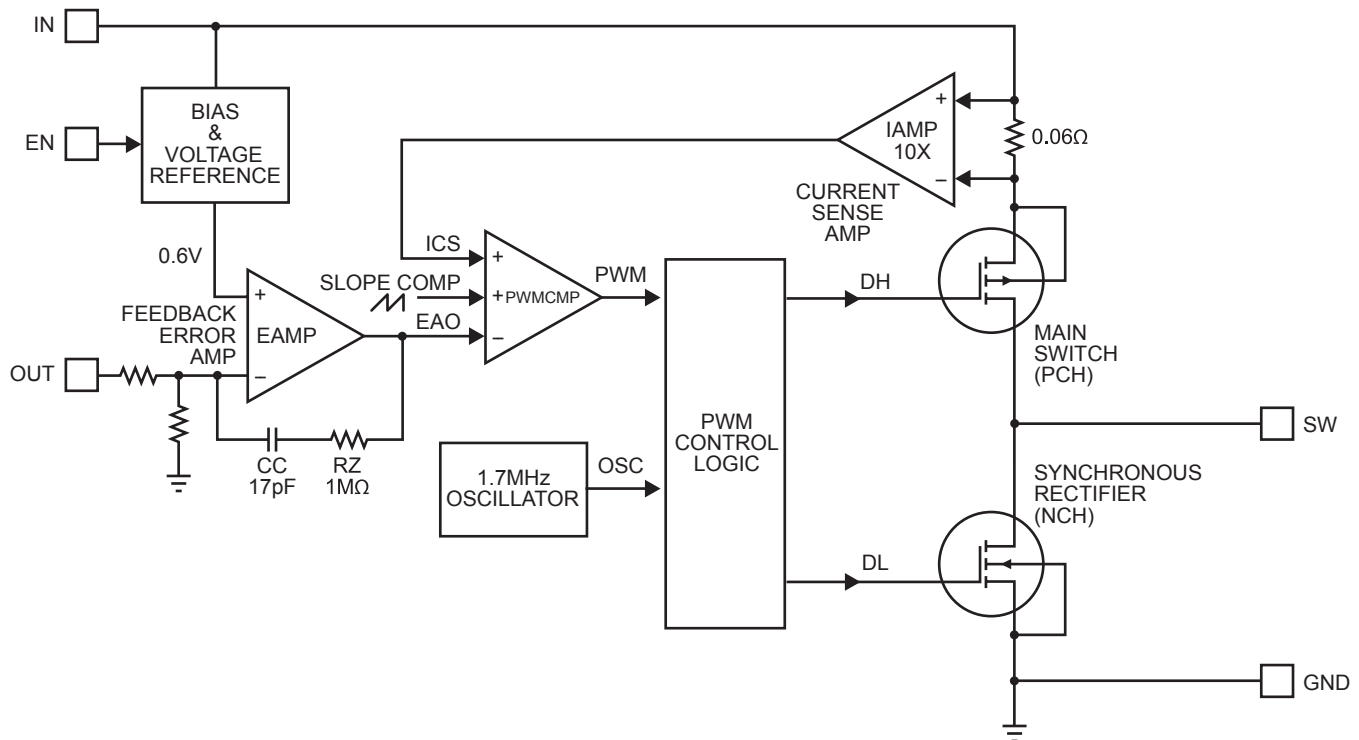 IN
EN
BIAS
&
VOLTAGE
REFERENCE
0.6V
FEEDBACK
ERROR
AMP
+
EAMP
–
OUT
CC
17pF
RZ
1MΩ
ICS
SLOPE COMP
EAO
+
+
PWMCMP
–
PWM
1.7MHz
OSCILLATOR
OSC
PWM
CONTROL
LOGIC
+
IAMP
10X
–
CURRENT
SENSE
AMP
0.06Ω
DH
MAIN
SWITCH
(PCH)
SW
SYNCHRONOUS
RECTIFIER
(NCH)
DL
GND